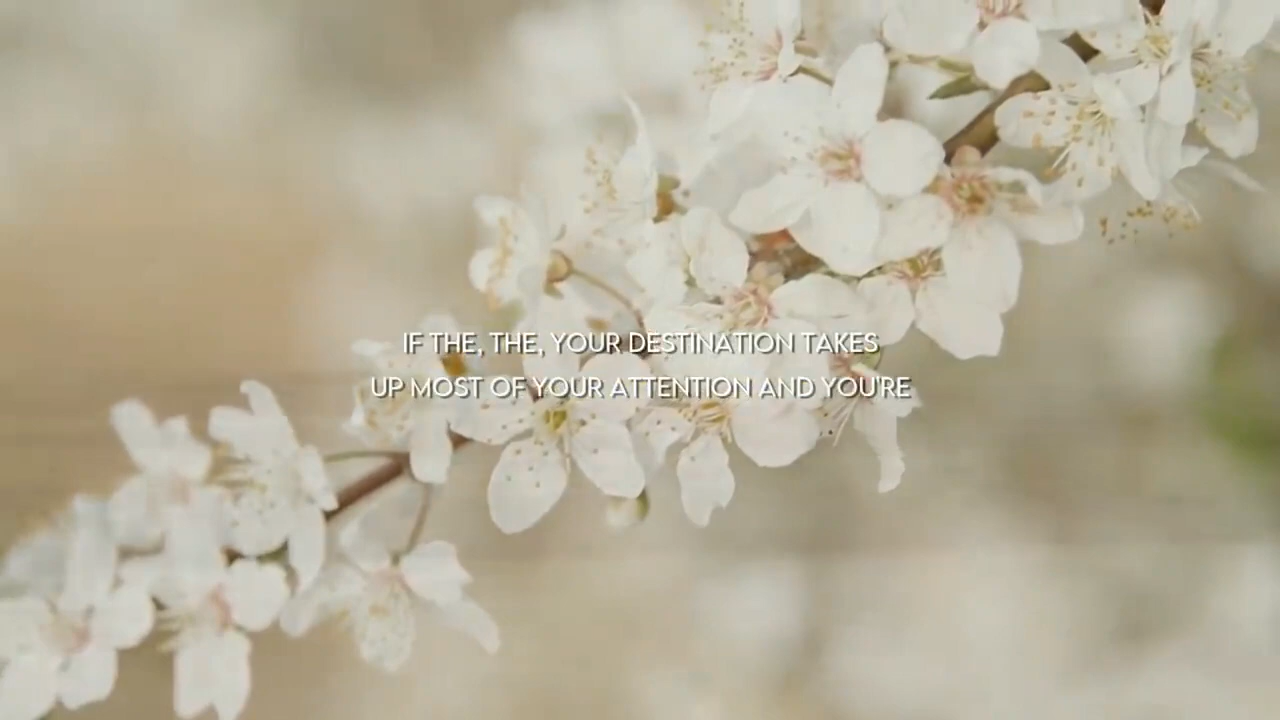 IF THE, THE, YOUR DESTINATION TAKES
UP MOST OF YOUR ATTENTION AND YOU'RE